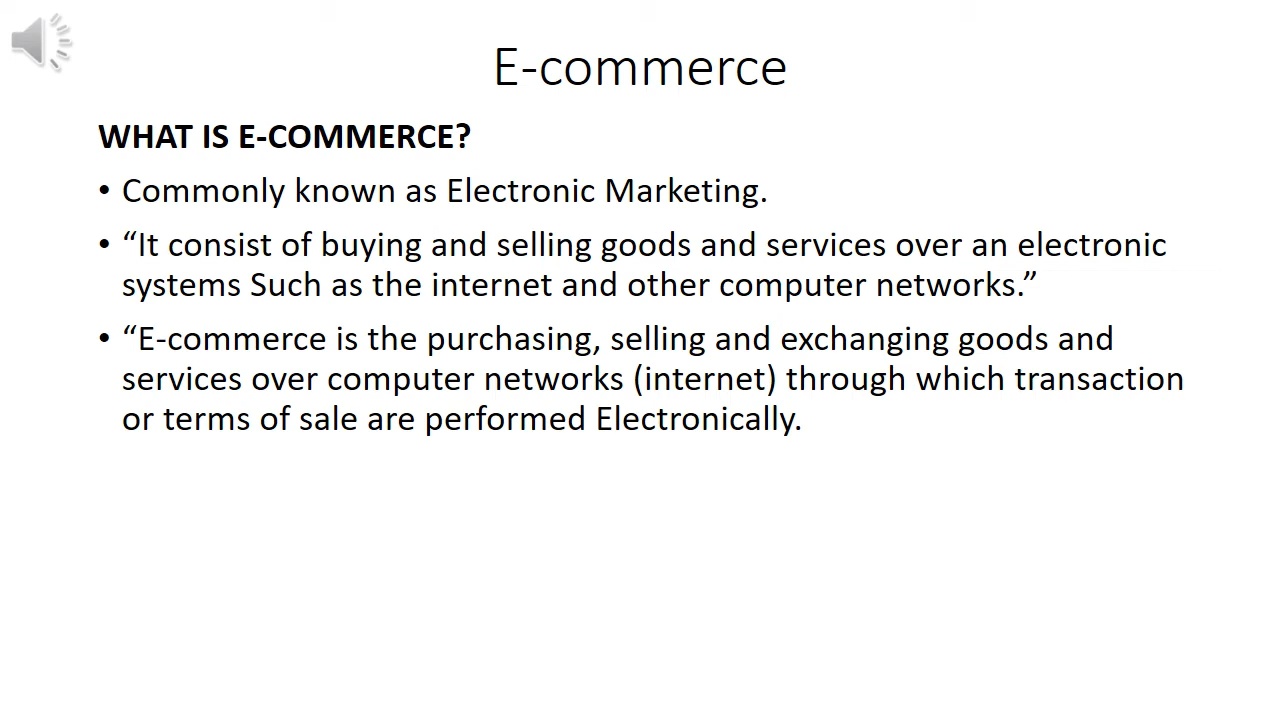 E-commerce
WHAT IS E-COMMERCE?
• Commonly known as Electronic Marketing.
• “It consist of buying and selling goods and services over an electronic
systems Such as the internet and other computer networks.”
• “E-commerce is the purchasing, selling and exchanging goods and
services over computer networks (internet) through which transaction
or terms of sale are performed Electronically.